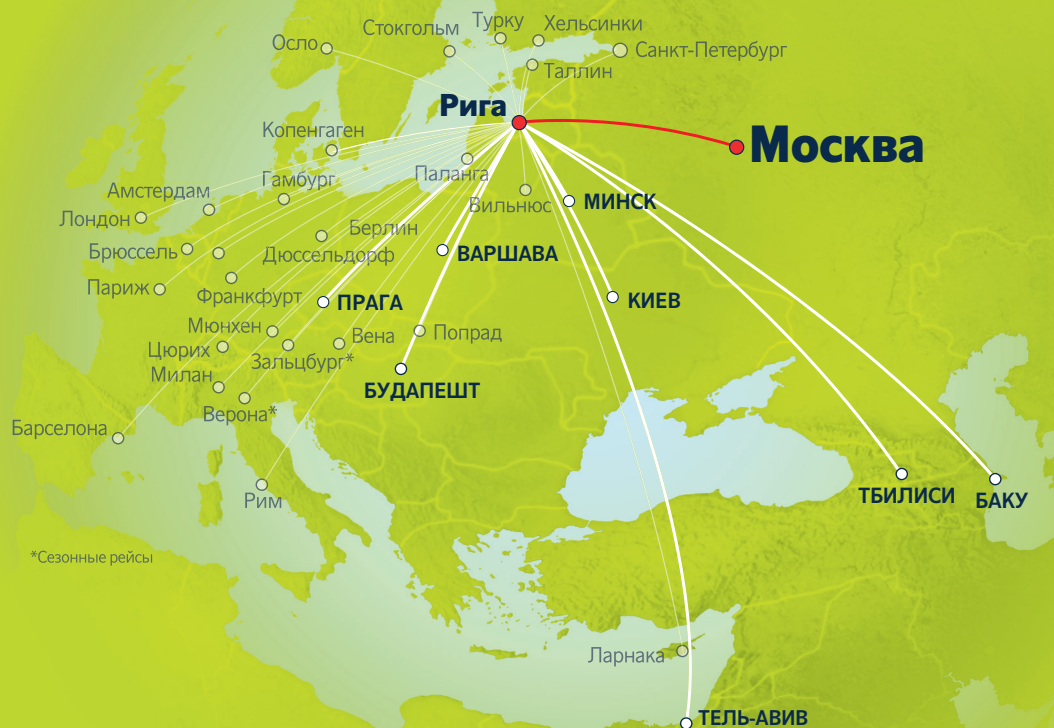 Турку
Хельсинки
Стокгольм
Осло
Санкт-Петербург
Таллин
Рига
Копенгаген
Москва
Паланга
Гамбург
Амстердам
Вильнюс
МИНСК
Лондон
Берлин
Брюссель
Дюссельдорф
ВАРШАВА
Париж
Франкфурт
ПРАГА
КИЕВ
Мюнхен
Вена
Попрад
Цюрих
Зальцбург*
Милан
БУДАПЕШТ
Верона*
Барселона
Рим
ТБИЛИСИ
БАКУ
*Сезонные рейсы
Ларнака
ТЕЛЬ-АВИВ